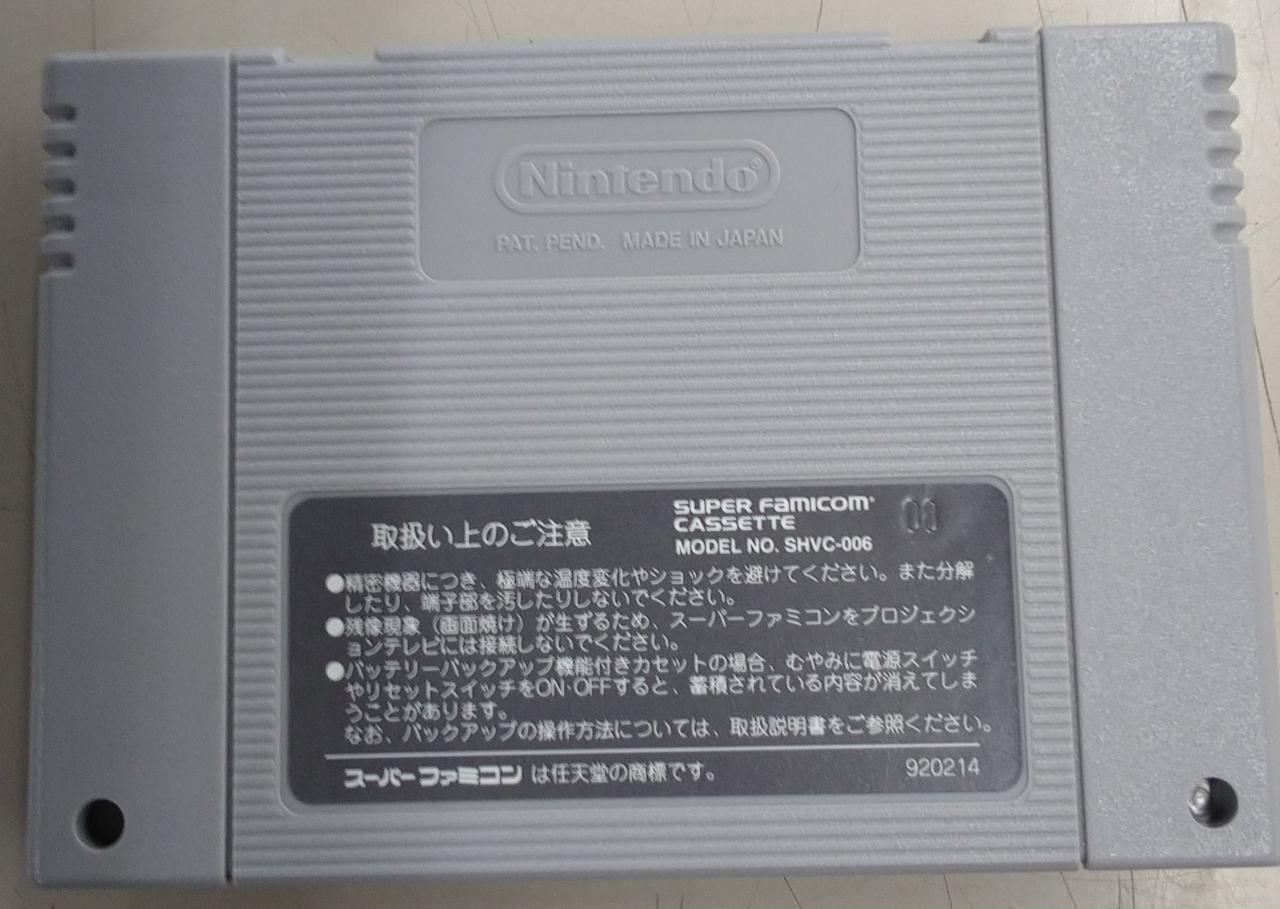 Nintendo®
PAT. PEND. MADE IN JAPAN
取扱い上のご注意
SUPER FAMICOM®
CASSETTE
MODEL NO. SHVC-006
●精密機器につき、極端な温度変化やショックを避けてください。また分解
したり、端子部を汚したりしないでください。
●残像現象（画面焼け）が生ずるため、スーパーファミコンをプロジェクシ
ョンテレビには接続しないでください。
●バッテリーバックアップ機能付きカセットの場合、むやみに電源スイッチ
やリセットスイッチをON・OFFすると、蓄積されている内容が消えてしま
うことがあります。
なお、バックアップの操作方法については、取扱説明書をご参照ください。
スーパーファミコンは任天堂の商標です。
920214